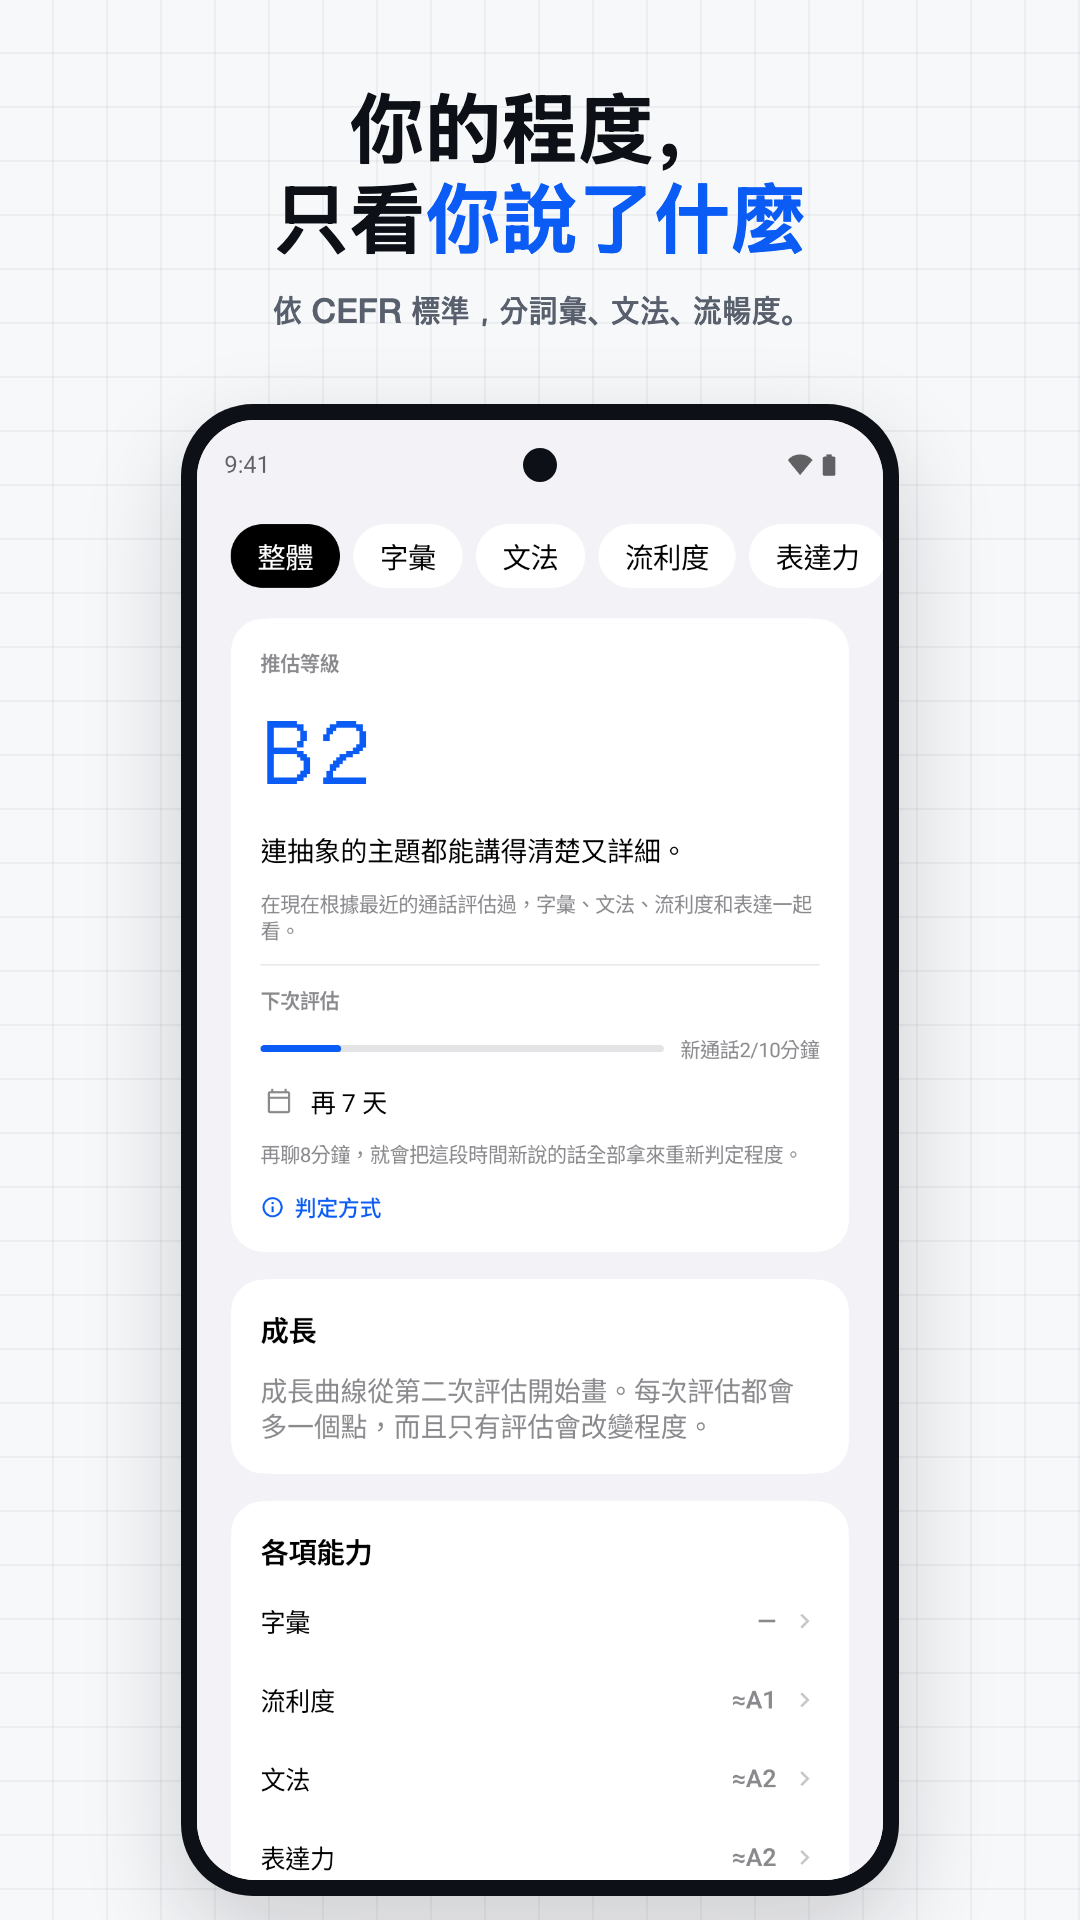 你的程度，
只看你說了什麼
依 CEFR 標準，分詞彙、文法、流暢度。
9:41
整體
字彙
文法
流利度
表達力
推估等級
B2
連抽象的主題都能講得清楚又詳細。
在現在根據最近的通話評估過，字彙、文法、流利度和表達一起
看。
下次評估
新通話2/10分鐘
再 7 天
再聊8分鐘，就會把這段時間新說的話全部拿來重新判定程度。
判定方式
成長
成長曲線從第二次評估開始畫。每次評估都會
多一個點，而且只有評估會改變程度。
各項能力
字彙 –
流利度 ≈A1
文法 ≈A2
表達力 ≈A2